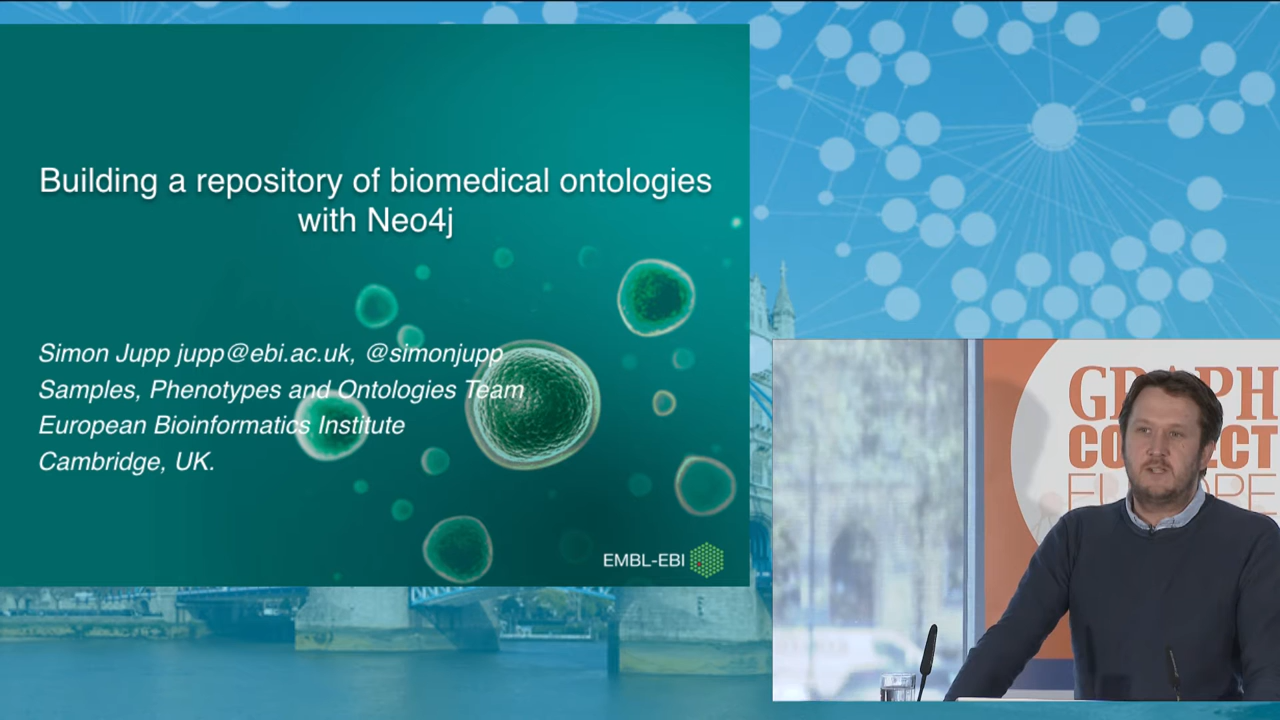 Building a repository of biomedical ontologies
with Neo4j
Simon Jupp jupp@ebi.ac.uk, @simonjupp
Samples, Phenotypes and Ontologies Team
European Bioinformatics Institute
Cambridge, UK.
EMBL-EBI